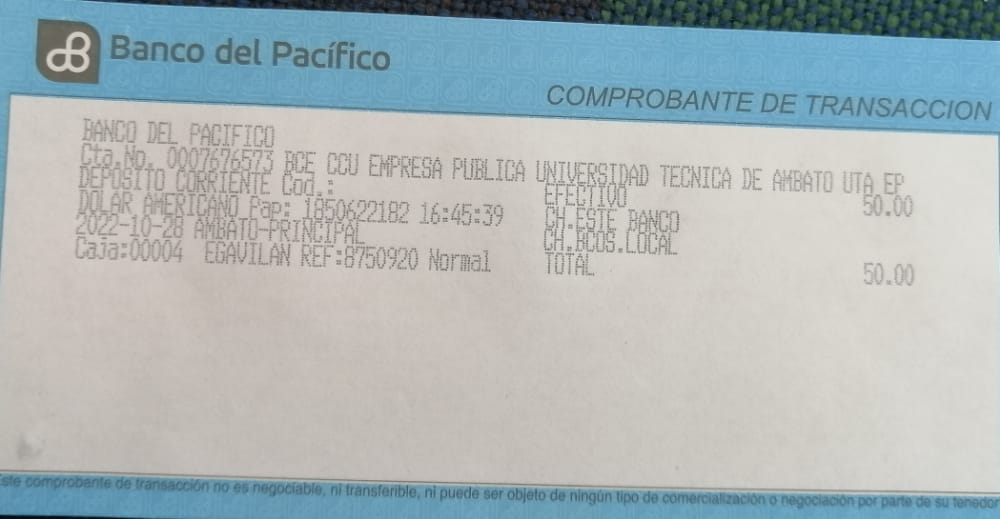 Banco del Pacífico
COMPROBANTE DE TRANSACCION
BANCO DEL PACIFICO
Cta.No. 0007676573 BCE CCU EMPRESA PUBLICA UNIVERSIDAD TECNICA DE AMBATO UTA EP
DEPOSITO CORRIENTE Cod.: EFECTIVO 50.00
DOLAR AMERICANO Pap: 1850622182 16:45:39 CH.ESTE BANCO
2022-10-28 AMBATO-PRINCIPAL CH.BCOS.LOCAL
Caja:00004 EGAVILAN REF:8750920 Normal TOTAL 50.00
Este comprobante de transacción no es negociable, ni transferible, ni puede ser objeto de ningún tipo de comercialización o negociación por parte de su tenedor